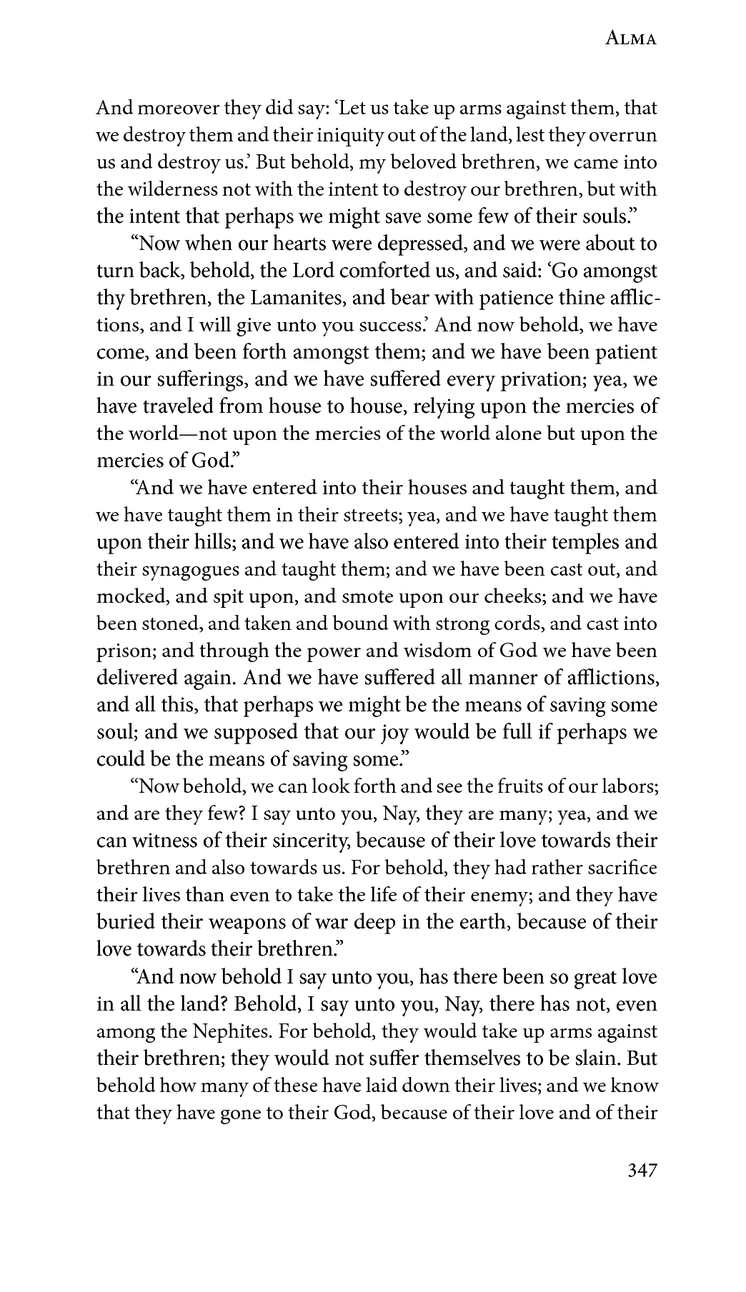 Alma
And moreover they did say: ‘Let us take up arms against them, that
we destroy them and their iniquity out of the land, lest they overrun
us and destroy us.’ But behold, my beloved brethren, we came into
the wilderness not with the intent to destroy our brethren, but with
the intent that perhaps we might save some few of their souls.”
“Now when our hearts were depressed, and we were about to
turn back, behold, the Lord comforted us, and said: ‘Go amongst
thy brethren, the Lamanites, and bear with patience thine afflic-
tions, and I will give unto you success.’ And now behold, we have
come, and been forth amongst them; and we have been patient
in our sufferings, and we have suffered every privation; yea, we
have traveled from house to house, relying upon the mercies of
the world—not upon the mercies of the world alone but upon the
mercies of God.”
“And we have entered into their houses and taught them, and
we have taught them in their streets; yea, and we have taught them
upon their hills; and we have also entered into their temples and
their synagogues and taught them; and we have been cast out, and
mocked, and spit upon, and smote upon our cheeks; and we have
been stoned, and taken and bound with strong cords, and cast into
prison; and through the power and wisdom of God we have been
delivered again. And we have suffered all manner of afflictions,
and all this, that perhaps we might be the means of saving some
soul; and we supposed that our joy would be full if perhaps we
could be the means of saving some.”
“Now behold, we can look forth and see the fruits of our labors;
and are they few? I say unto you, Nay, they are many; yea, and we
can witness of their sincerity, because of their love towards their
brethren and also towards us. For behold, they had rather sacrifice
their lives than even to take the life of their enemy; and they have
buried their weapons of war deep in the earth, because of their
love towards their brethren.”
“And now behold I say unto you, has there been so great love
in all the land? Behold, I say unto you, Nay, there has not, even
among the Nephites. For behold, they would take up arms against
their brethren; they would not suffer themselves to be slain. But
behold how many of these have laid down their lives; and we know
that they have gone to their God, because of their love and of their
347